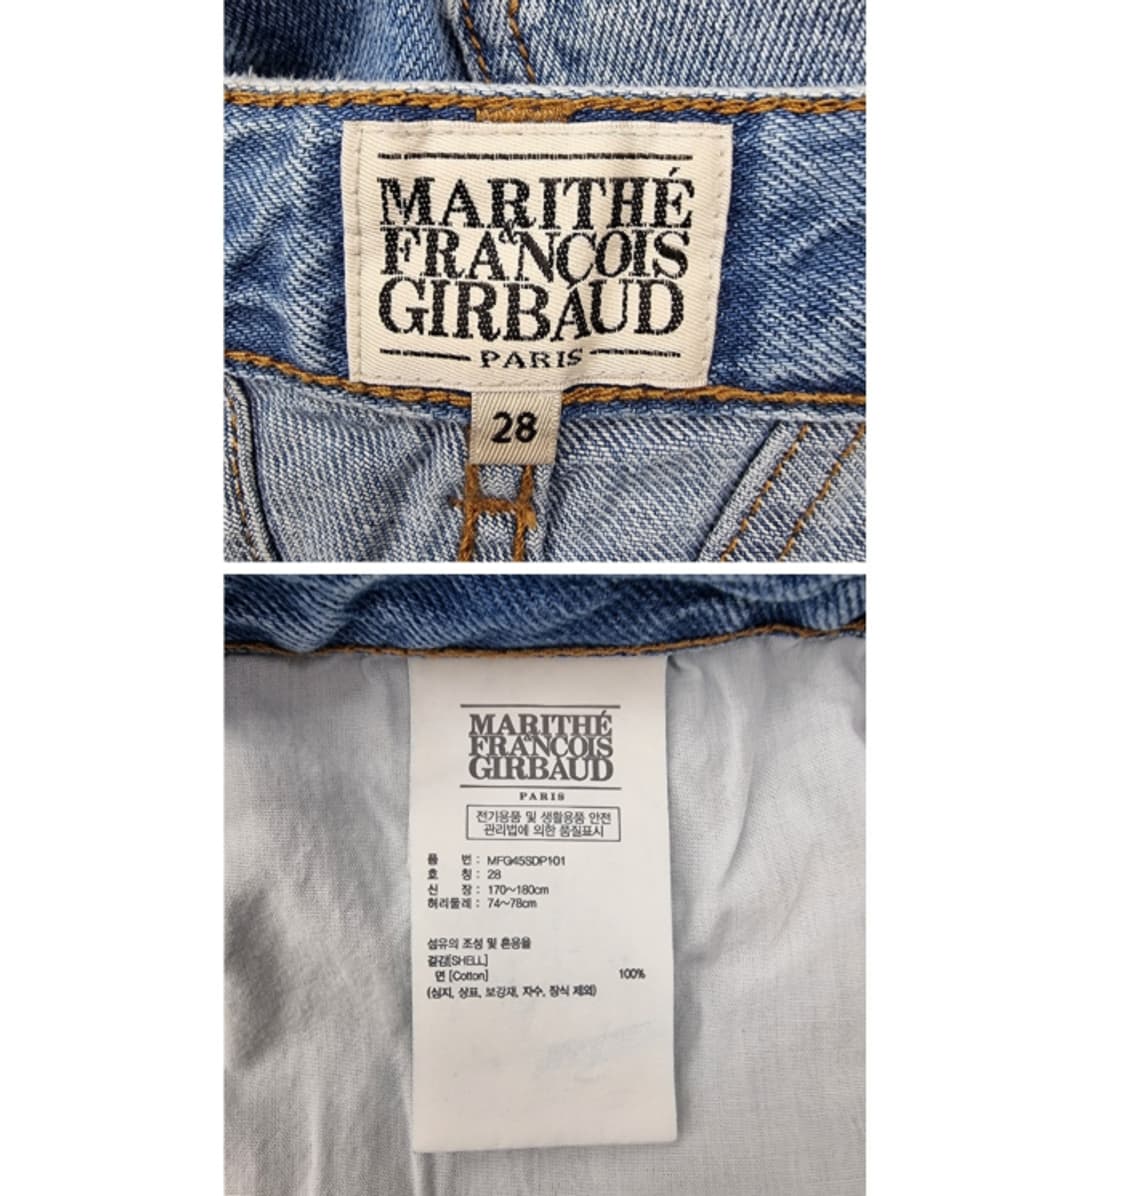 MARITHÉ
&
FRANCOIS
GIRBAUD
PARIS
28
MARITHÉ
&
FRANCOIS
GIRBAUD
PARIS
전기용품 및 생활용품 안전
관리법에 의한 품질표시
품 번 : MFG45SDP101
호 칭 : 28
신 장 : 170~180cm
허리둘레 : 74~78cm
섬유의 조성 및 혼용율
겉감[SHELL]
면 [Cotton] 100%
(심지, 상표, 보강재, 자수, 장식 제외)